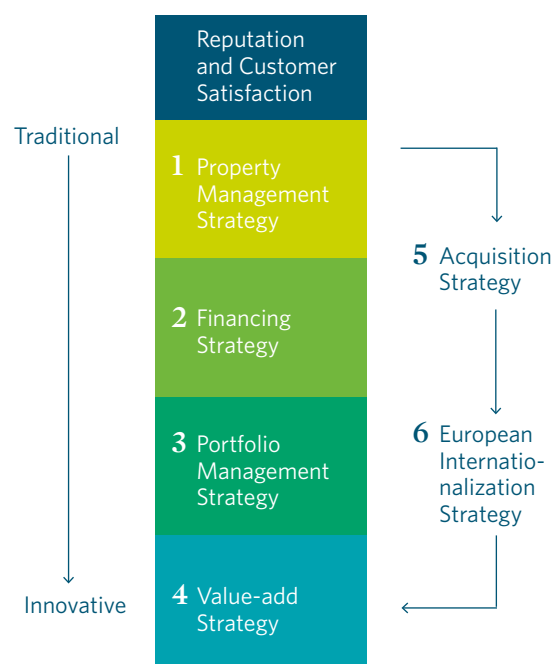 Reputation
and Customer
Satisfaction
Traditional
1 Property
Management
Strategy
2 Financing
Strategy
3 Portfolio
Management
Strategy
Innovative
4 Value-add
Strategy
5 Acquisition
Strategy
6 European
Internatio-
nalization
Strategy